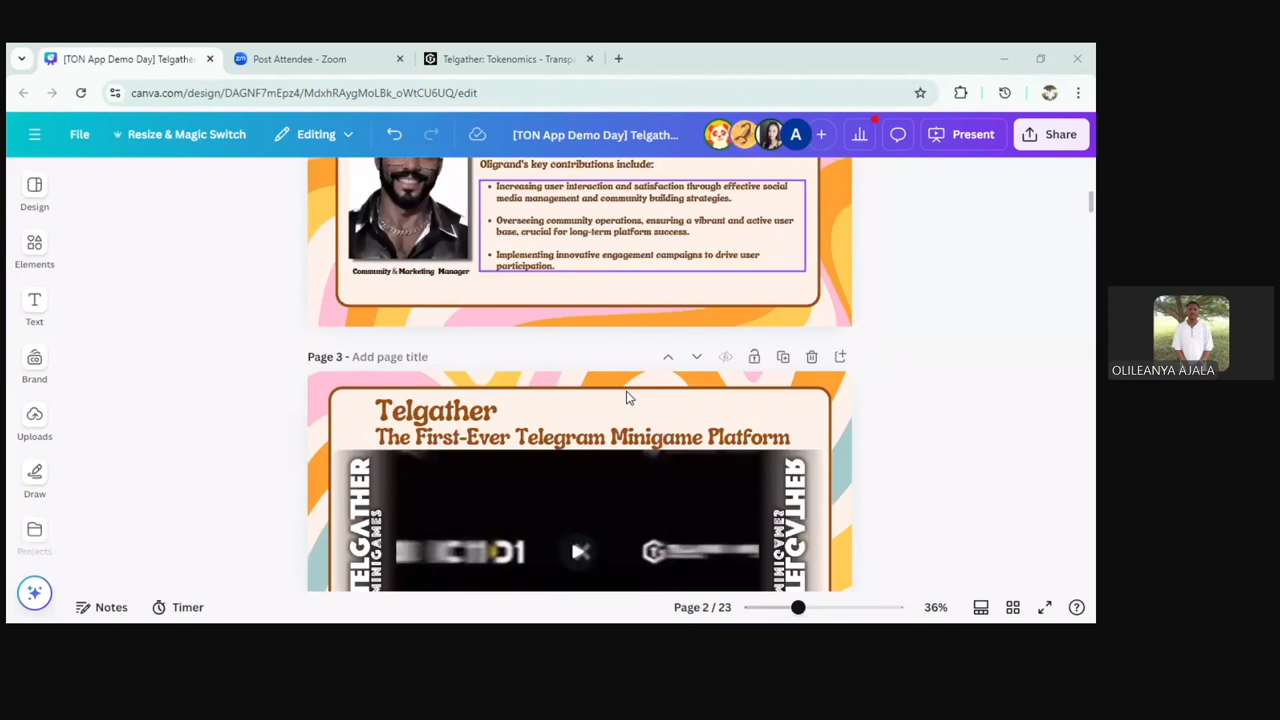 [TON App Demo Day] Telgathe
Post Attendee - Zoom
Telgather: Tokenomics - Transp
canva.com/design/DAGNF7mEpz4/MdxhRAygMoLBk_oWtCU6UQ/edit
File
Resize & Magic Switch
Editing
[TON App Demo Day] Telgath...
A
Present
Share
Design
Elements
Text
Brand
Uploads
Draw
Projects
Oligrand's key contributions include:
• Increasing user interaction and satisfaction through effective social
media management and community building strategies.
• Overseeing community operations, ensuring a vibrant and active user
base, crucial for long-term platform success.
• Implementing innovative engagement campaigns to drive user
participation.
Community & Marketing Manager
Page 3 - Add page title
Telgather
The First-Ever Telegram Minigame Platform
TELGATHER
MINIGAMES
TELGATHER
MINIGAMES
Notes
Timer
Page 2 / 23
36%
OLILEANYA AJALA